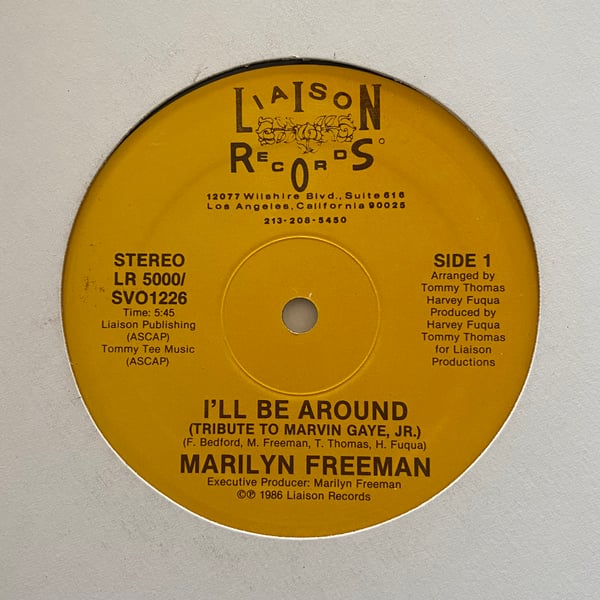 LIAISON
RECORDS
12077 Wilshire Blvd., Suite 616
Los Angeles, California 90025
213-208-5450
STEREO
LR 5000/
SVO1226
Time: 5:45
Liaison Publishing
(ASCAP)
Tommy Tee Music
(ASCAP)
SIDE 1
Arranged by
Tommy Thomas
Harvey Fuqua
Produced by
Harvey Fuqua
Tommy Thomas
for Liaison
Productions
I'LL BE AROUND
(TRIBUTE TO MARVIN GAYE, JR.)
(F. Bedford, M. Freeman, T. Thomas, H. Fuqua)
MARILYN FREEMAN
Executive Producer: Marilyn Freeman
©℗ 1986 Liaison Records